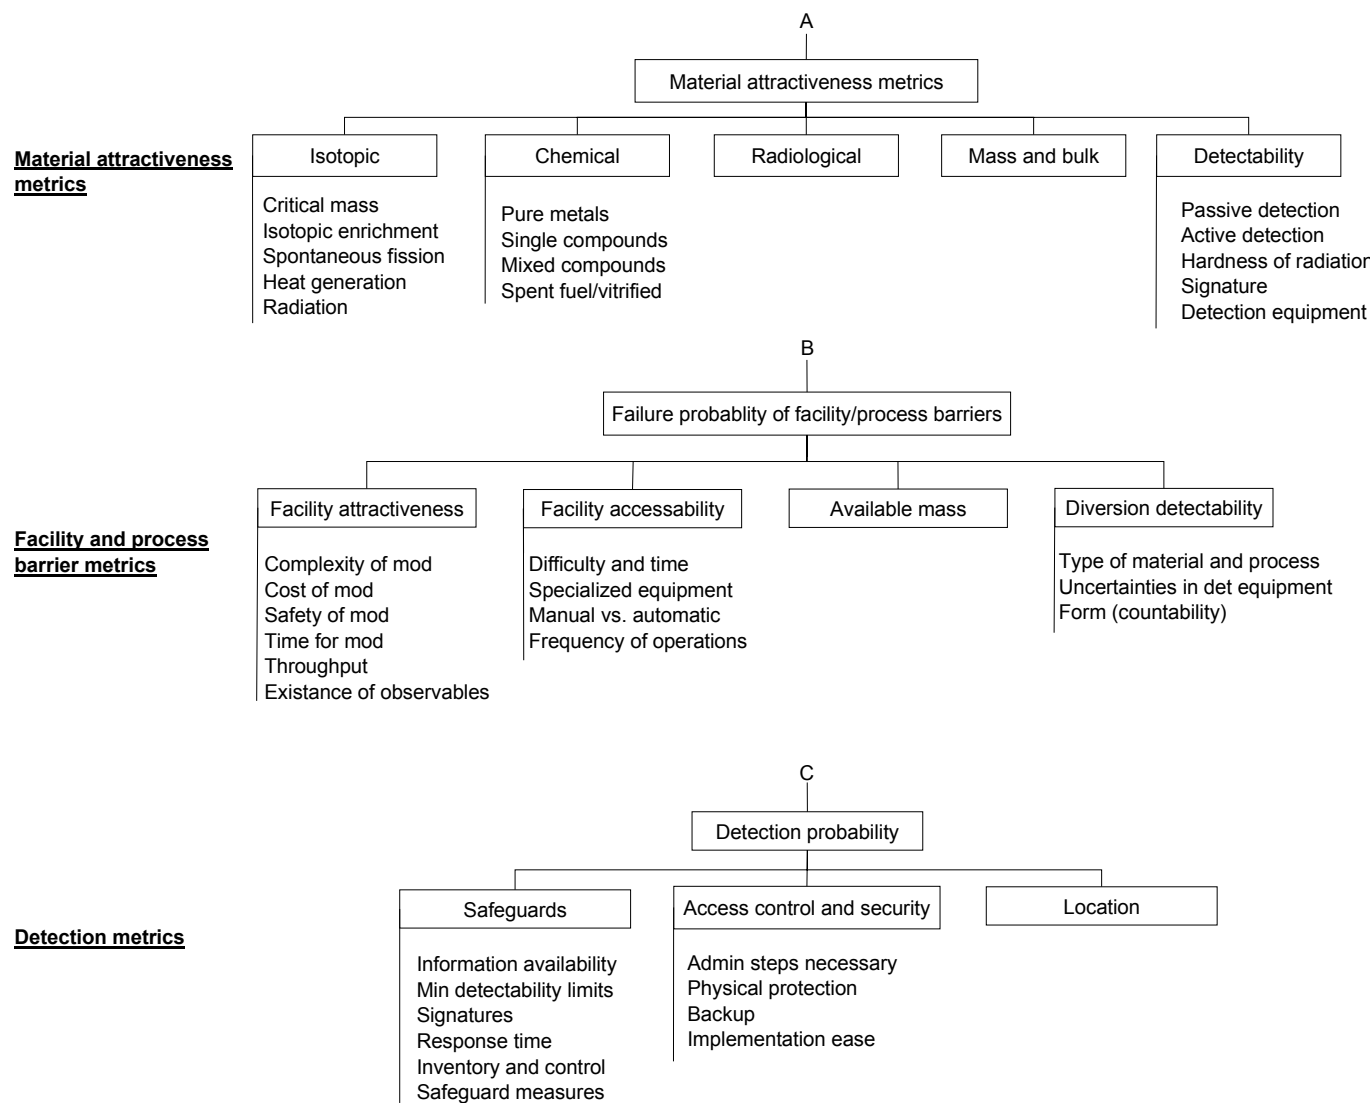 A
Material attractiveness metrics
Material attractiveness
metrics
Isotopic
Chemical
Radiological
Mass and bulk
Detectability
Critical mass
Isotopic enrichment
Spontaneous fission
Heat generation
Radiation
Pure metals
Single compounds
Mixed compounds
Spent fuel/vitrified
Passive detection
Active detection
Hardness of radiation
Signature
Detection equipment
B
Failure probablity of facility/process barriers
Facility and process
barrier metrics
Facility attractiveness
Facility accessability
Available mass
Diversion detectability
Complexity of mod
Cost of mod
Safety of mod
Time for mod
Throughput
Existance of observables
Difficulty and time
Specialized equipment
Manual vs. automatic
Frequency of operations
Type of material and process
Uncertainties in det equipment
Form (countability)
C
Detection probability
Detection metrics
Safeguards
Access control and security
Location
Information availability
Min detectability limits
Signatures
Response time
Inventory and control
Safeguard measures
Admin steps necessary
Physical protection
Backup
Implementation ease